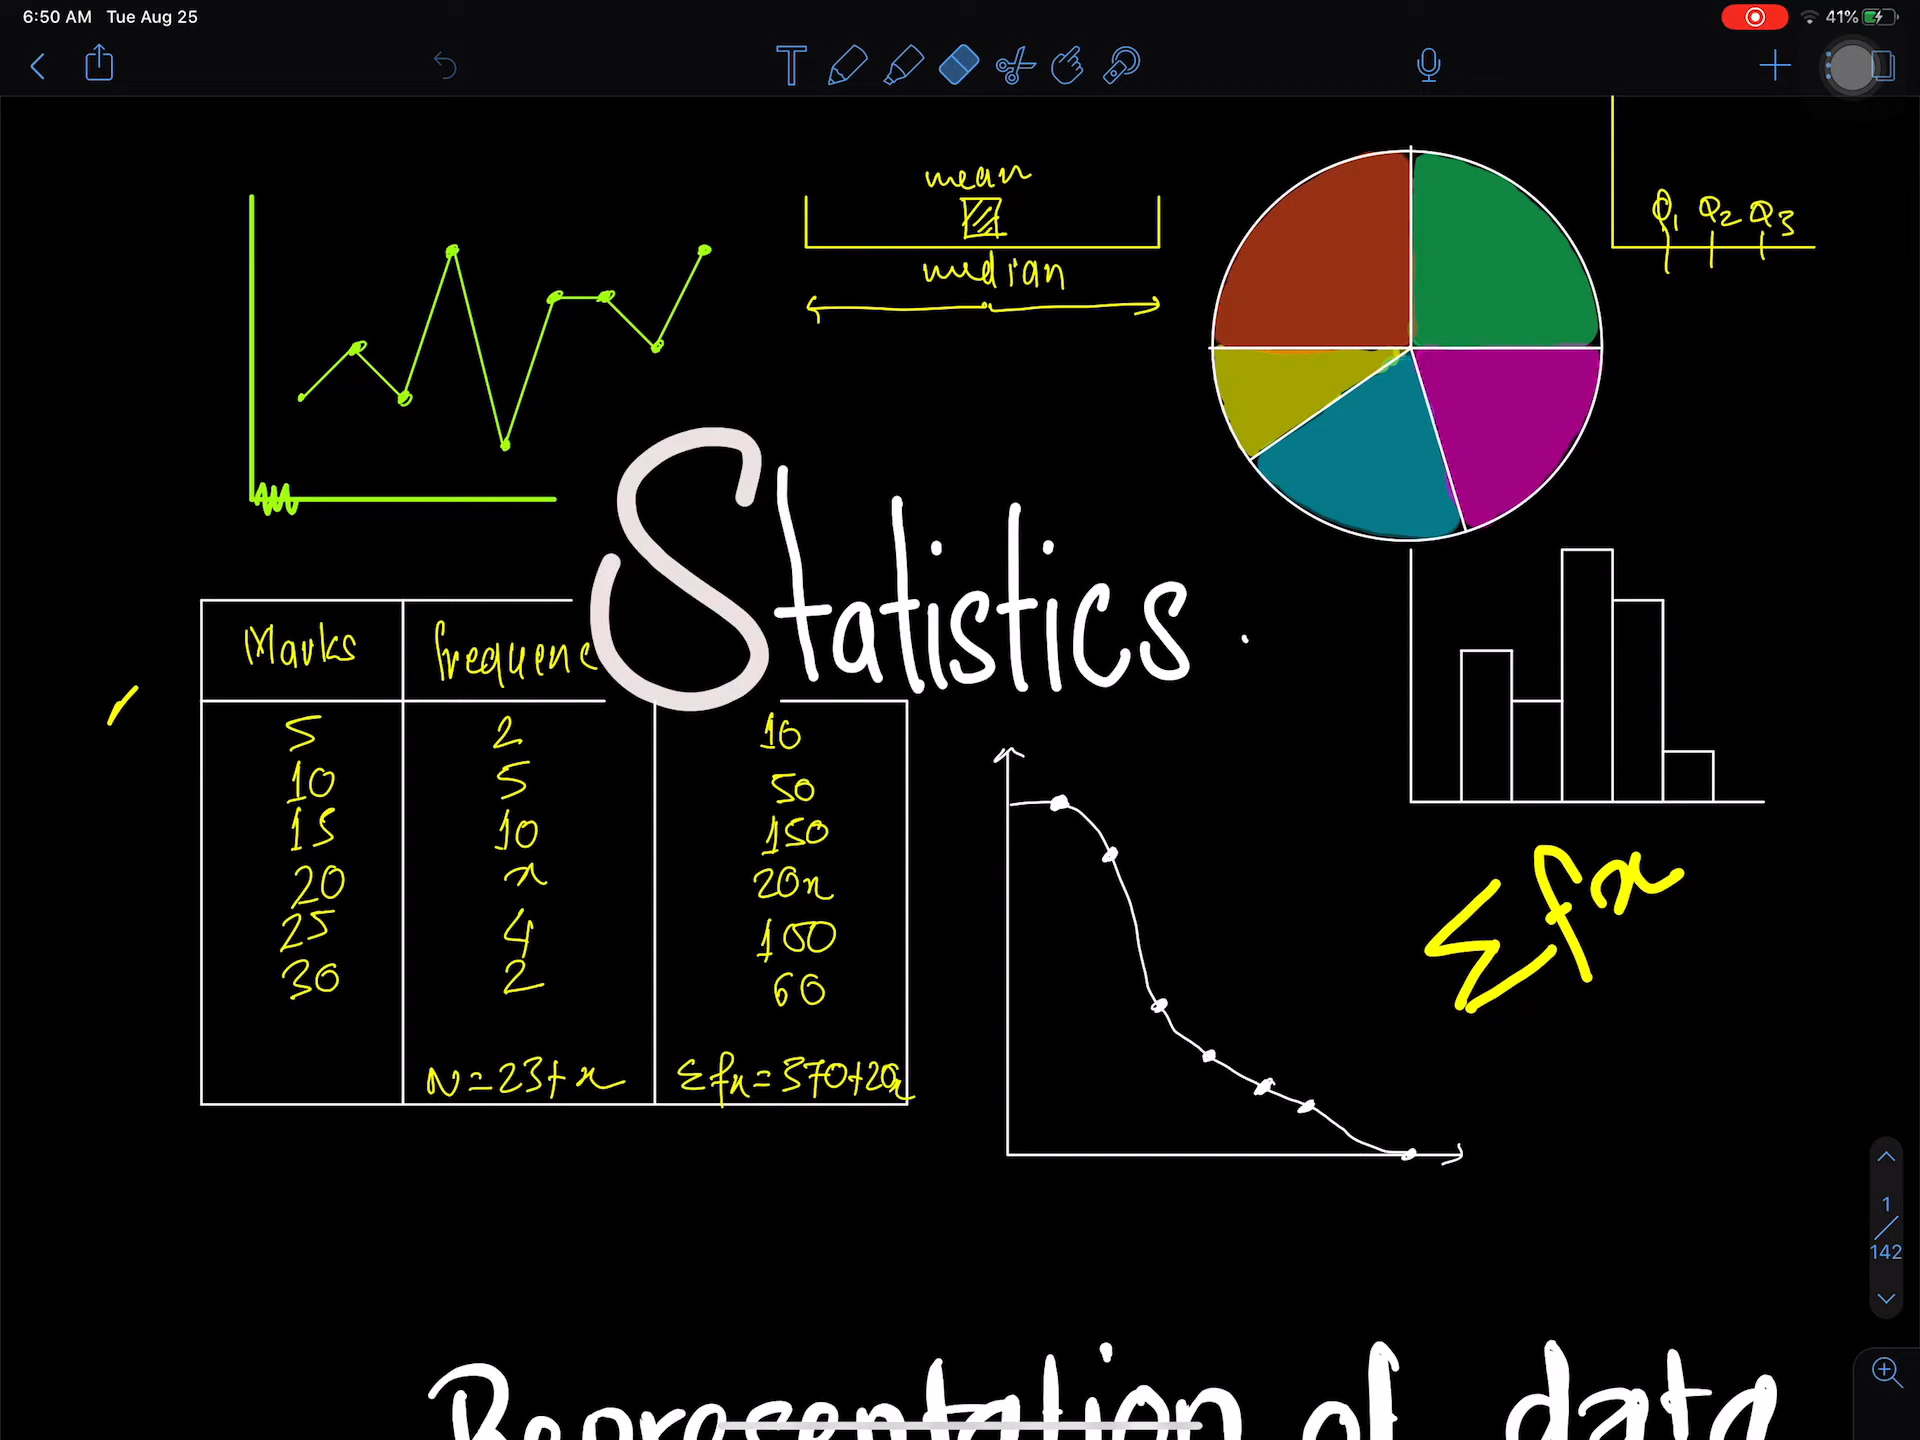 6:50 AM Tue Aug 25
41%
T
mean
median
Q1 Q2 Q3
Statistics
Marks frequenc
5 2 10
10 5 50
15 10 150
20 x 20x
25 4 100
30 2 60
N=23+x Σfx=370+20x
Σfx
1
/
142
Representation of data